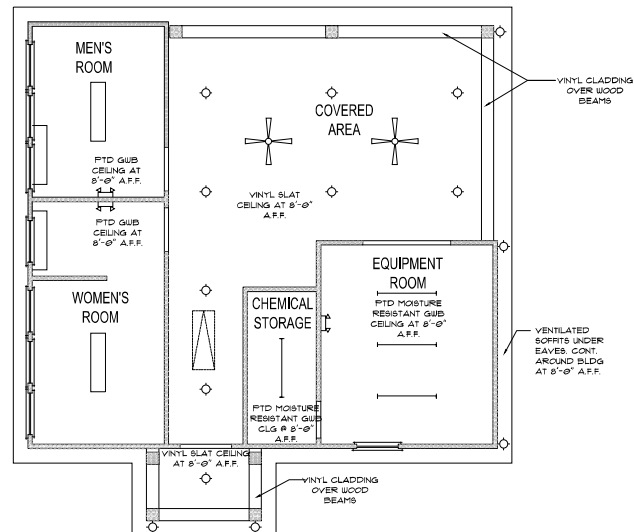 MEN'S
ROOM
PTD GWB
CEILING AT
8'-0" A.F.F.
PTD GWB
CEILING AT
8'-0" A.F.F.
WOMEN'S
ROOM
COVERED
AREA
VINYL SLAT
CEILING AT 8'-0"
A.F.F.
VINYL CLADDING
OVER WOOD
BEAMS
EQUIPMENT
ROOM
PTD MOISTURE
RESISTANT GWB
CEILING AT 8'-0"
A.F.F.
CHEMICAL
STORAGE
PTD MOISTURE
RESISTANT GWB
CLG @ 8'-0"
A.F.F.
VENTILATED
SOFFITS UNDER
EAVES. CONT.
AROUND BLDG
AT 8'-0" A.F.F.
VINYL SLAT CEILING
AT 8'-0" A.F.F.
VINYL CLADDING
OVER WOOD
BEAMS